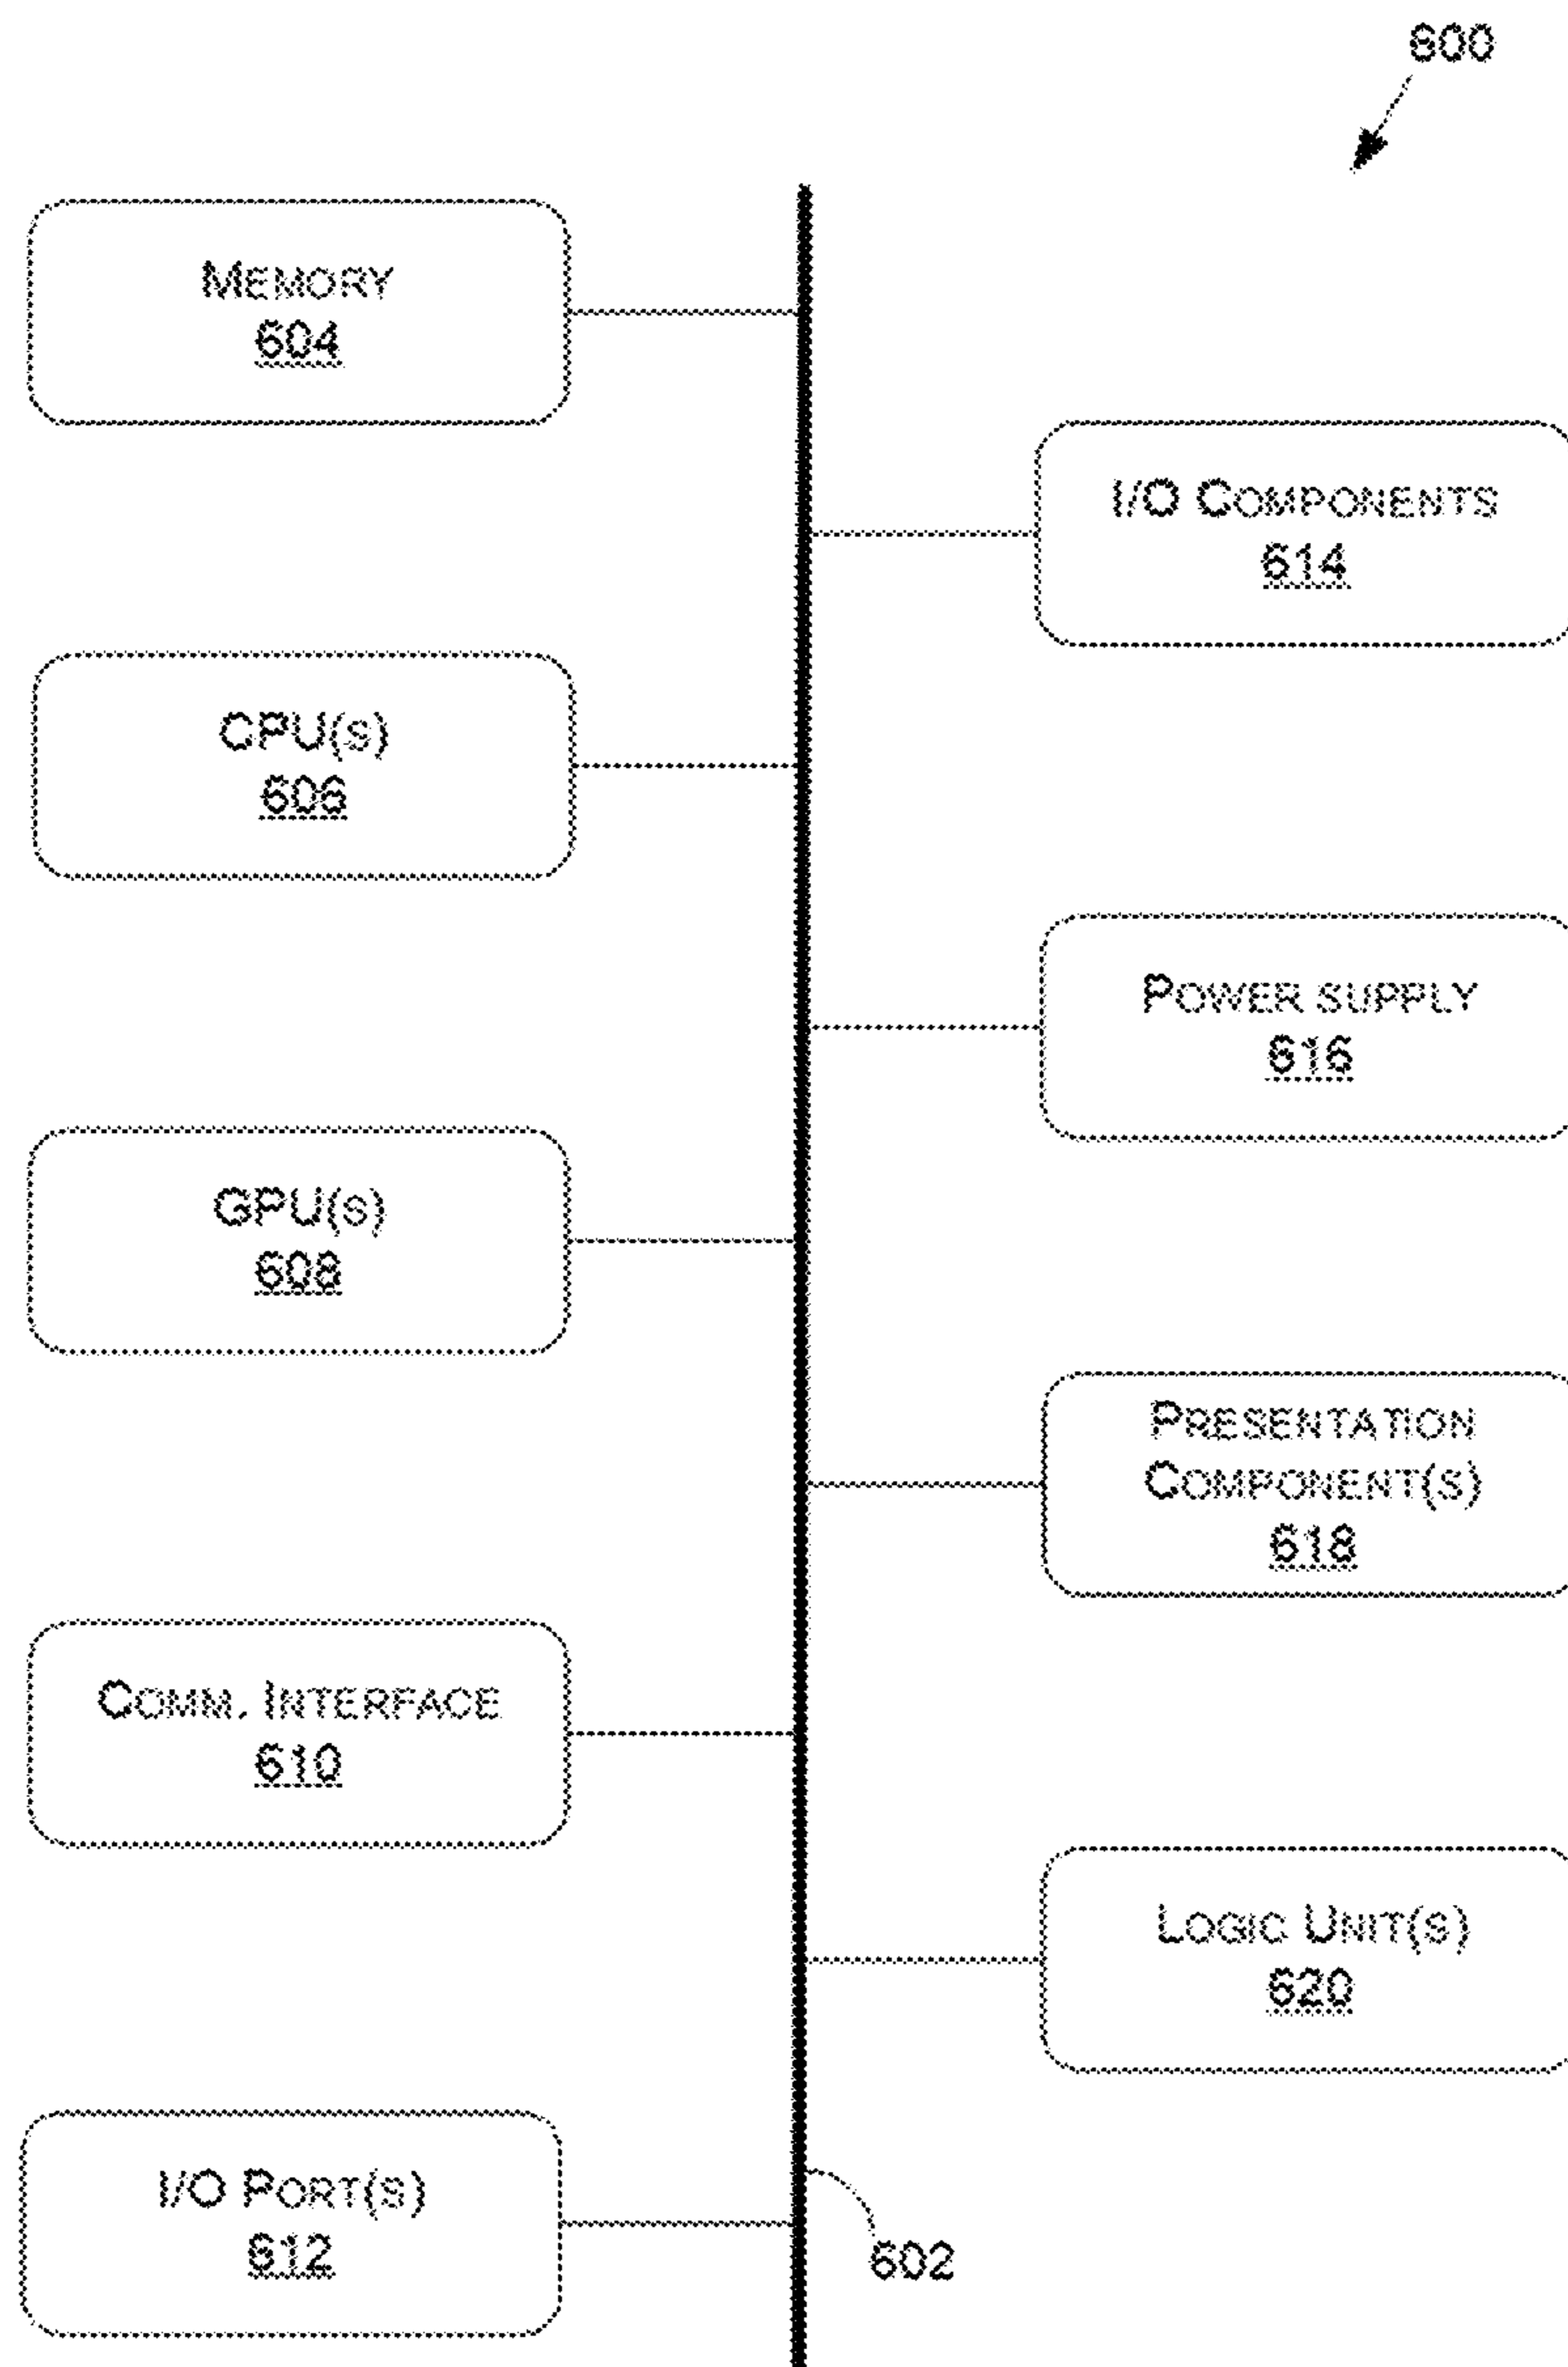 600
MEMORY
604
I/O COMPONENTS
614
CPU(S)
606
POWER SUPPLY
616
GPU(S)
608
PRESENTATION
COMPONENT(S)
618
COMM. INTERFACE
610
LOGIC UNIT(S)
620
I/O PORT(S)
612
602